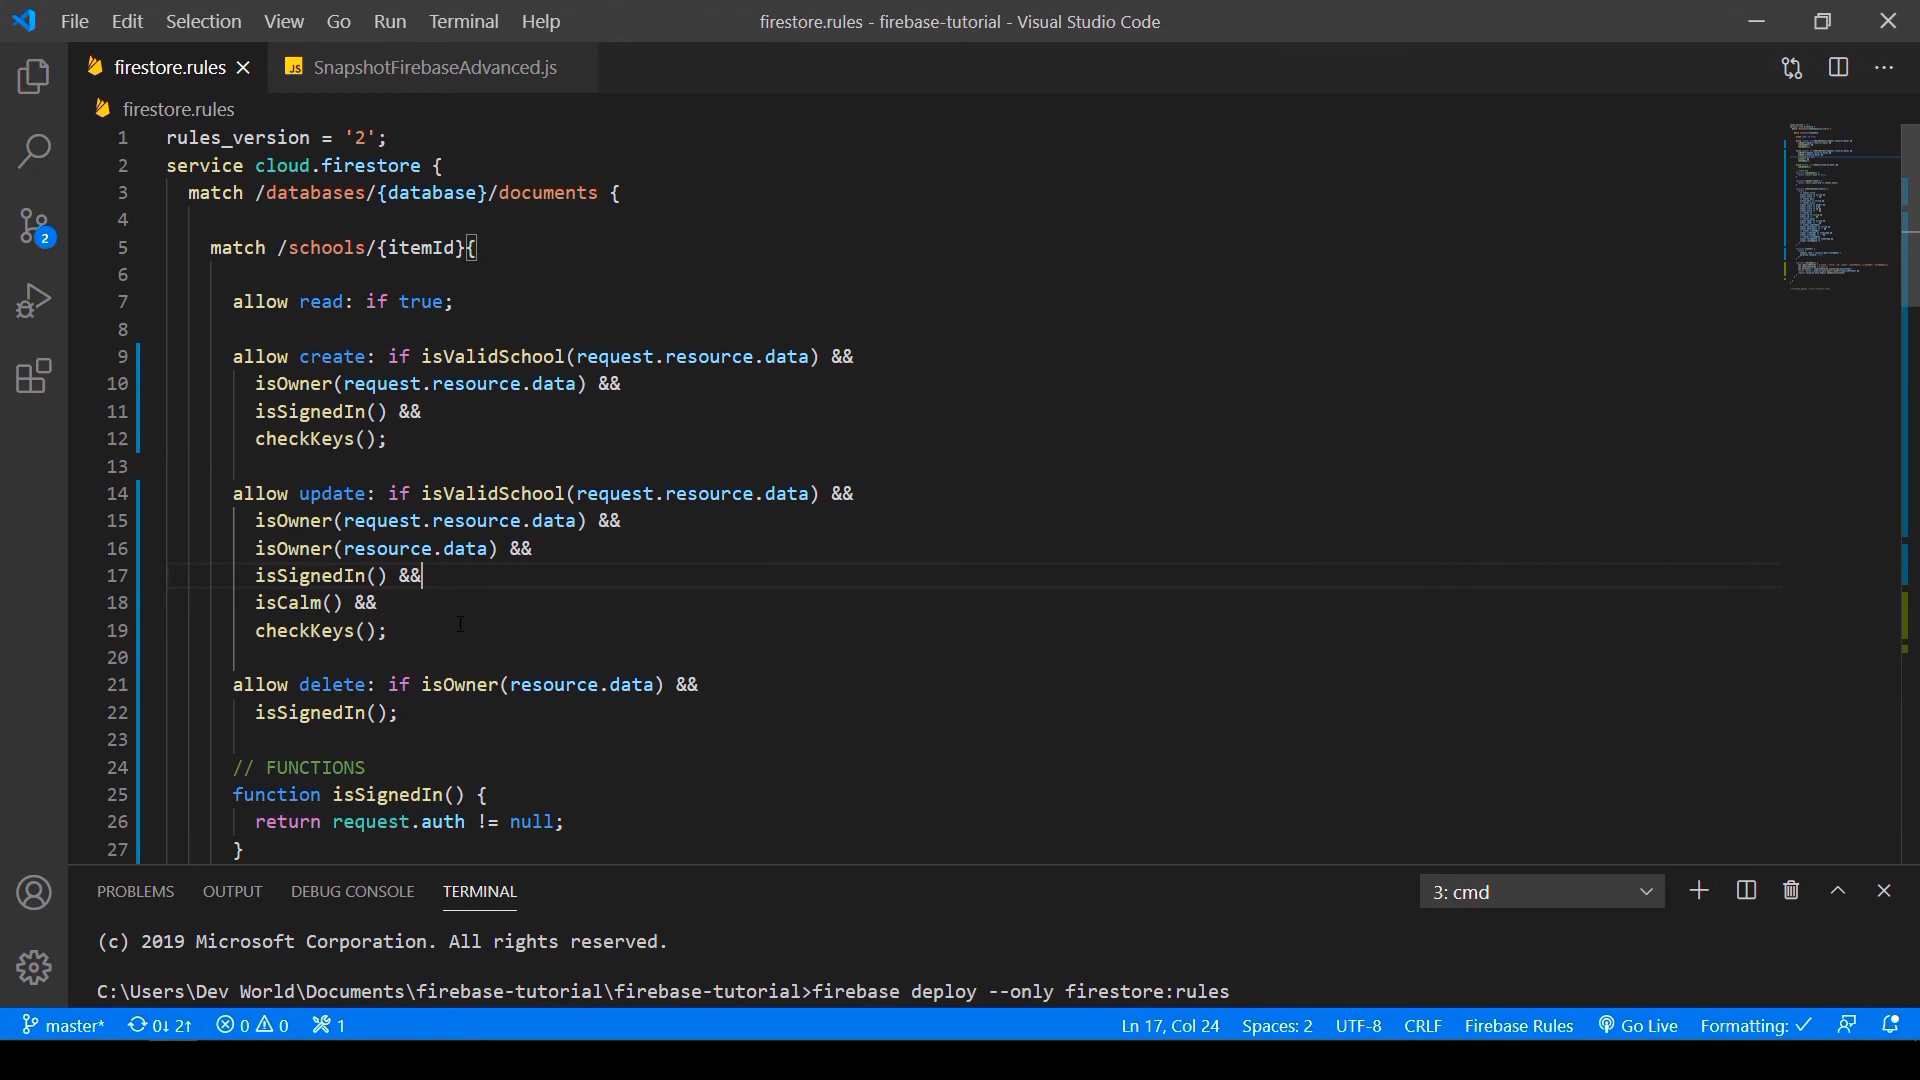 File Edit Selection View Go Run Terminal Help firestore.rules - firebase-tutorial - Visual Studio Code
firestore.rules JS SnapshotFirebaseAdvanced.js
firestore.rules
1 rules_version = '2';
2 service cloud.firestore {
3 match /databases/{database}/documents {
4
5 match /schools/{itemId}{
6
7 allow read: if true;
8
9 allow create: if isValidSchool(request.resource.data) &&
10 isOwner(request.resource.data) &&
11 isSignedIn() &&
12 checkKeys();
13
14 allow update: if isValidSchool(request.resource.data) &&
15 isOwner(request.resource.data) &&
16 isOwner(resource.data) &&
17 isSignedIn() &&
18 isCalm() &&
19 checkKeys();
20
21 allow delete: if isOwner(resource.data) &&
22 isSignedIn();
23
24 // FUNCTIONS
25 function isSignedIn() {
26 return request.auth != null;
27 }
2
PROBLEMS OUTPUT DEBUG CONSOLE TERMINAL 3: cmd
(c) 2019 Microsoft Corporation. All rights reserved.
C:\Users\Dev World\Documents\firebase-tutorial\firebase-tutorial>firebase deploy --only firestore:rules
master* 0↓ 2↑ 0 0 1 Ln 17, Col 24 Spaces: 2 UTF-8 CRLF Firebase Rules Go Live Formatting: ✓